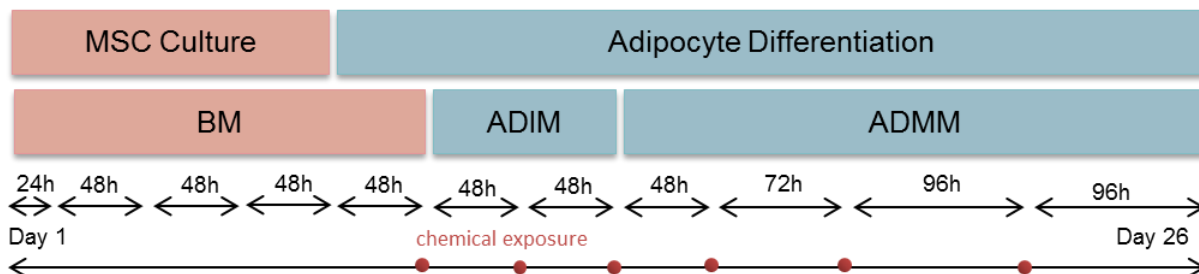 MSC Culture Adipocyte Differentiation
BM ADIM ADMM
24h 48h 48h 48h 48h 48h 48h 48h 72h 96h 96h
Day 1 chemical exposure Day 26